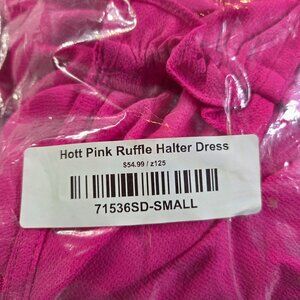 Hott Pink Ruffle Halter Dress
$54.99 / z125
71536SD-SMALL